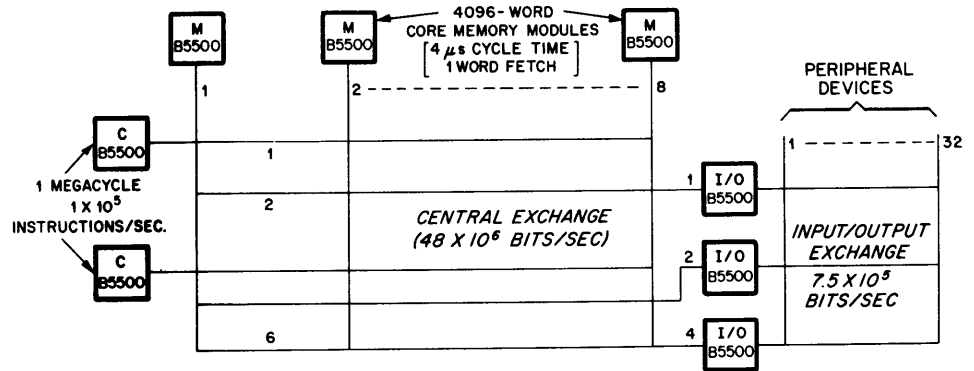 4096-WORD
CORE MEMORY MODULES
[4 μs CYCLE TIME
1 WORD FETCH]
M
B5500
M
B5500
M
B5500
1
2
8
PERIPHERAL
DEVICES
1
32
C
B5500
1
1 MEGACYCLE
1 X 10⁵
INSTRUCTIONS/SEC.
2
CENTRAL EXCHANGE
(48 X 10⁶ BITS/SEC)
1
I/O
B5500
C
B5500
2
I/O
B5500
INPUT/OUTPUT
EXCHANGE
7.5 X 10⁵
BITS/SEC
6
4
I/O
B5500